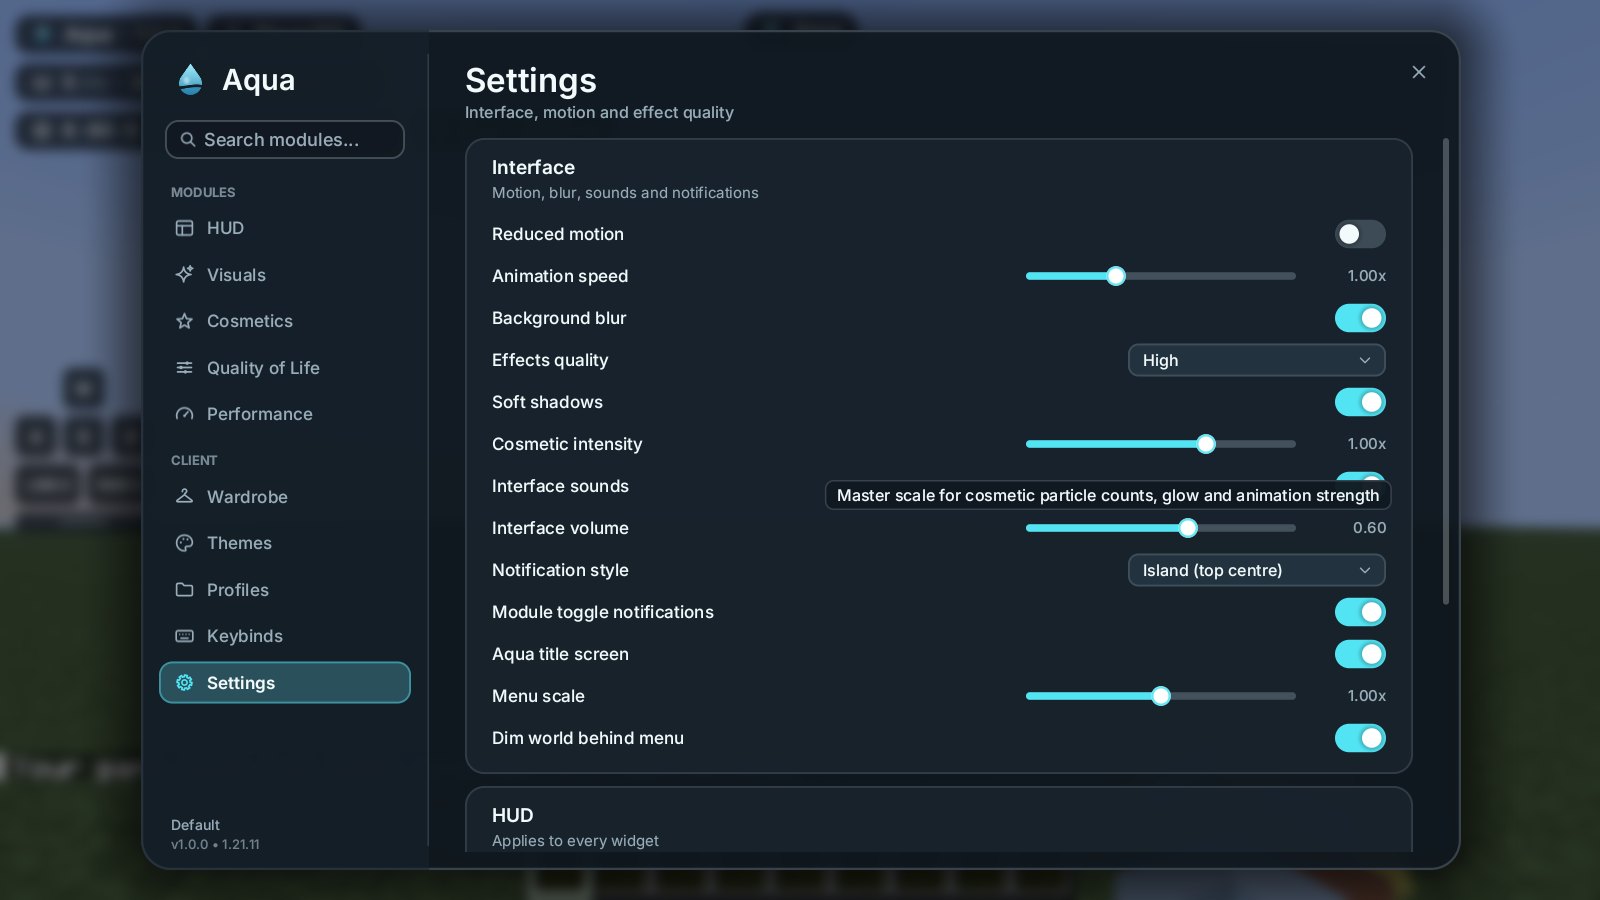 Aqua
Search modules...
MODULES
HUD
Visuals
Cosmetics
Quality of Life
Performance
CLIENT
Wardrobe
Themes
Profiles
Keybinds
Settings
Default
v1.0.0 • 1.21.11
Settings
Interface, motion and effect quality
Interface
Motion, blur, sounds and notifications
Reduced motion
Animation speed 1.00x
Background blur
Effects quality High
Soft shadows
Cosmetic intensity 1.00x
Interface sounds
Master scale for cosmetic particle counts, glow and animation strength
Interface volume 0.60
Notification style Island (top centre)
Module toggle notifications
Aqua title screen
Menu scale 1.00x
Dim world behind menu
HUD
Applies to every widget